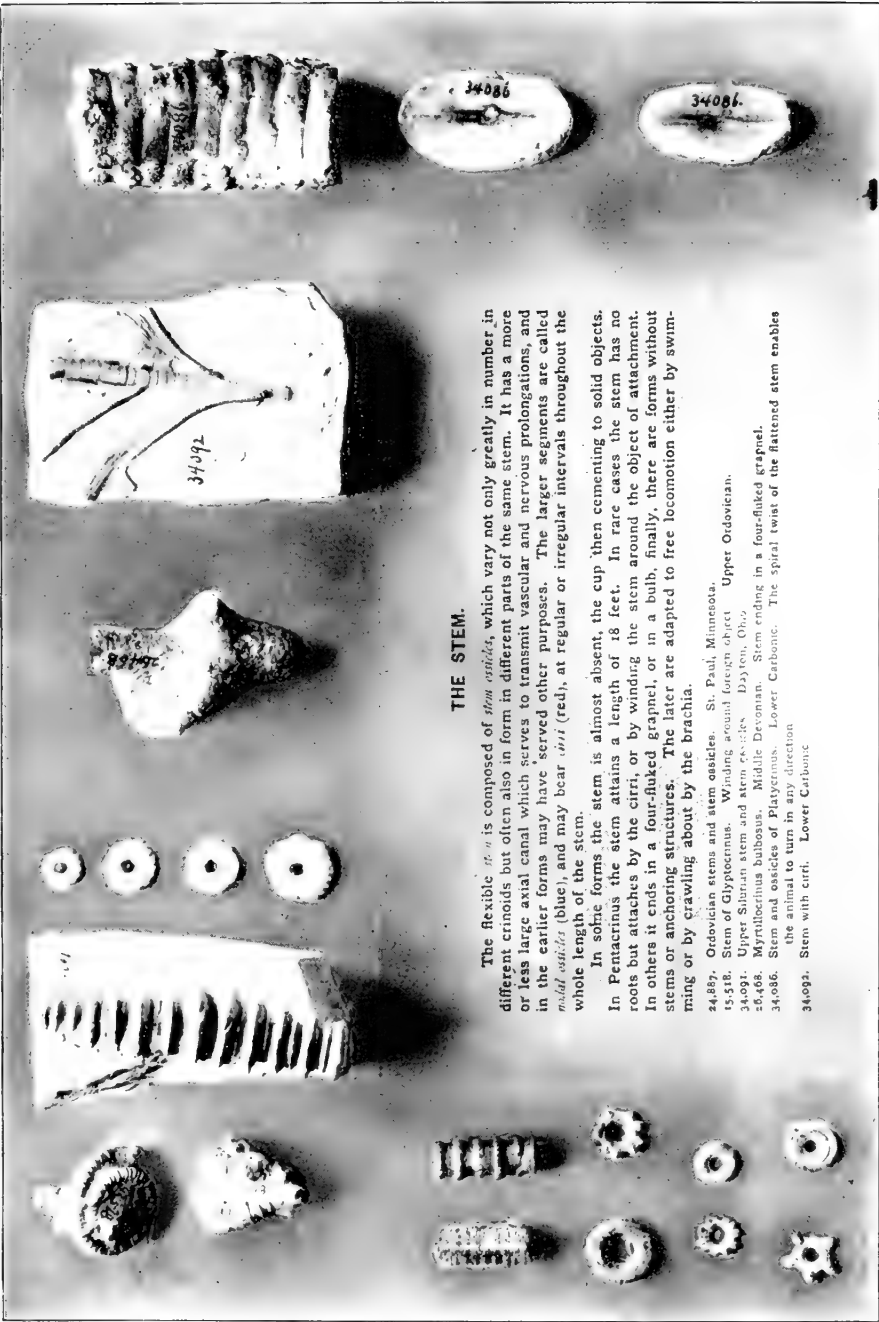 THE STEM.
The flexible is composed of stem ossicles, which vary not only greatly in number in
different crinoids but often also in form in different parts of the same stem. It has a more
or less large axial canal which serves to transmit vascular and nervous prolongations, and
in the earlier forms may have served other purposes. The larger segments are called
nodal ossicles (blue), and may bear cirri (red), at regular or irregular intervals throughout the
whole length of the stem.
In some forms the stem is almost absent, the cup then cementing to solid objects.
In Pentacrinus the stem attains a length of 18 feet. In rare cases the stem has no
roots but attaches by the cirri, or by winding the stem around the object of attachment.
In others it ends in a four-fluked grapnel, or in a bulb, finally, there are forms without
stems or anchoring structures. The later are adapted to free locomotion either by swim-
ming or by crawling about by the brachia.
24,887. Ordovician stems and stem ossicles. St. Paul, Minnesota.
15,518. Stem of Glyptocrinus. Winding around foreign object Upper Ordovician.
34,091. Upper Silurian stem and stem ossicles Dayton, Ohio
26,468. Myrtillocrinus bulbosus. Middle Devonian. Stem ending in a four-fluked grapnel.
34,086. Stem and ossicles of Platycrinus. Lower Carbonic. The spiral twist of the flattened stem enables
the animal to turn in any direction
34,092. Stem with cirri. Lower Carbonic
34086
34086
34086.
34092
26468